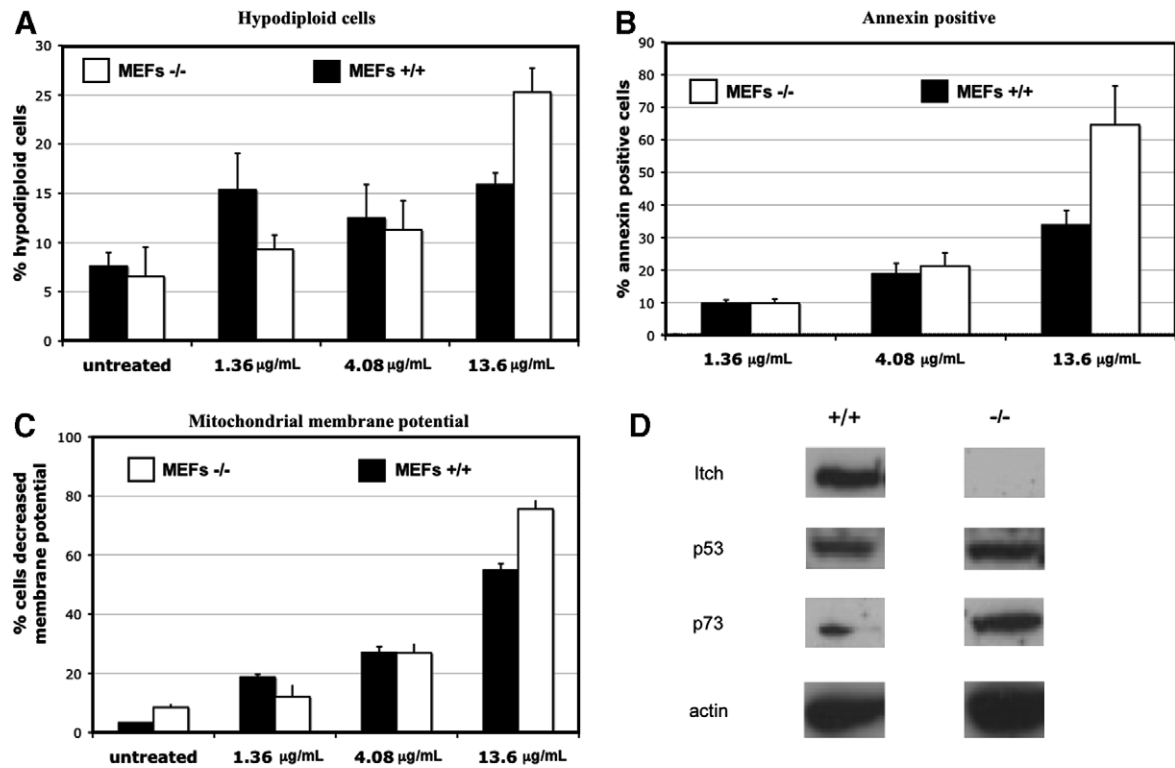 A
Hypodiploid cells
MEFs -/-
MEFs +/+
% hypodiploid cells
30
25
20
15
10
5
0
untreated
1.36 µg/mL
4.08 µg/mL
13.6 µg/mL
B
Annexin positive
MEFs -/-
MEFs +/+
% annexin positive cells
90
80
70
60
50
40
30
20
10
0
1.36 µg/mL
4.08 µg/mL
13.6 µg/mL
C
Mitochondrial membrane potential
MEFs -/-
MEFs +/+
% cells decreased
membrane potential
100
80
60
40
20
0
untreated
1.36 µg/mL
4.08 µg/mL
13.6 µg/mL
D
+/+
-/-
Itch
p53
p73
actin